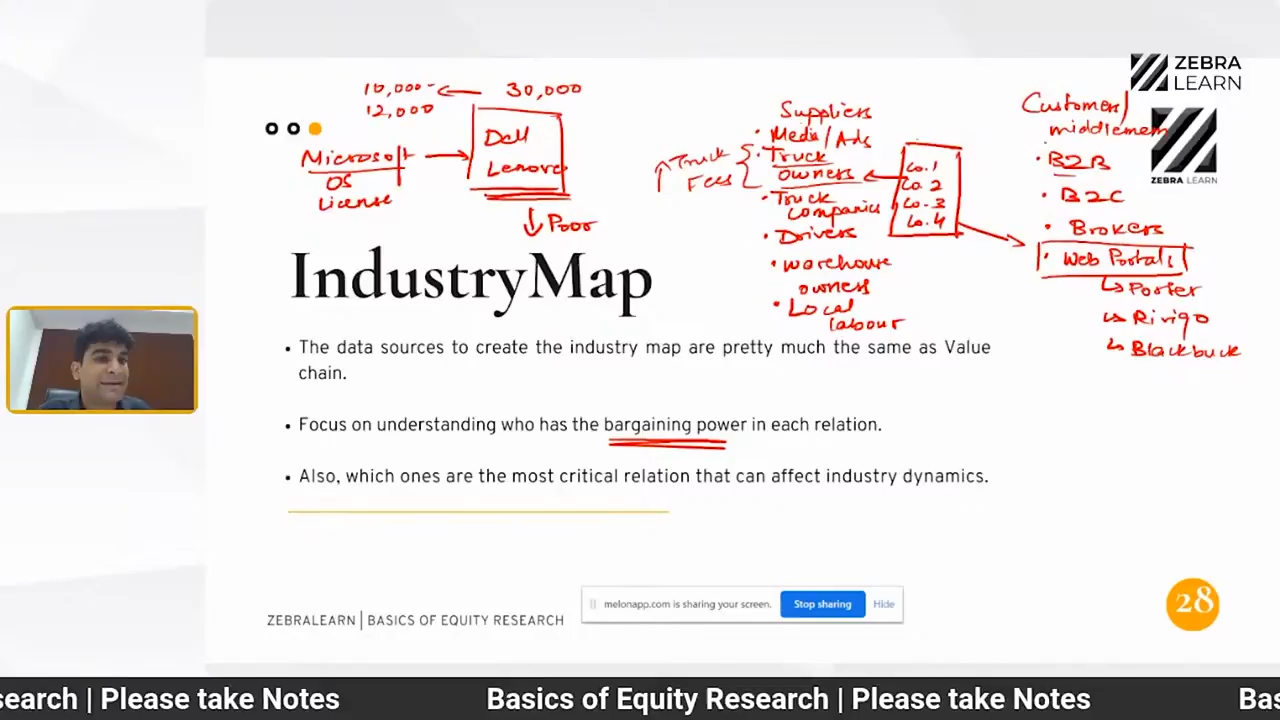 ZEBRA
LEARN
ZEBRA LEARN
10,000 ← 30,000
12,000
Microsoft → Dell
OS Lenovo
License
↓ Poor
Suppliers
• Media/Ads
• Truck
owners
• Truck
Companies
• Drivers
• warehouse
owners
• Local
labour
↑ Truck
Fees
Co.1
Co.2
Co.3
Co.4
Customers/
middlemen
• B2B
• B2C
• Brokers
• Web Portals
↳ Porter
↳ Rivigo
↳ Blackbuck
IndustryMap
• The data sources to create the industry map are pretty much the same as Value
chain.
• Focus on understanding who has the bargaining power in each relation.
• Also, which ones are the most critical relation that can affect industry dynamics.
melonapp.com is sharing your screen. Stop sharing Hide
ZEBRALEARN | BASICS OF EQUITY RESEARCH
28
search | Please take Notes Basics of Equity Research | Please take Notes Bas